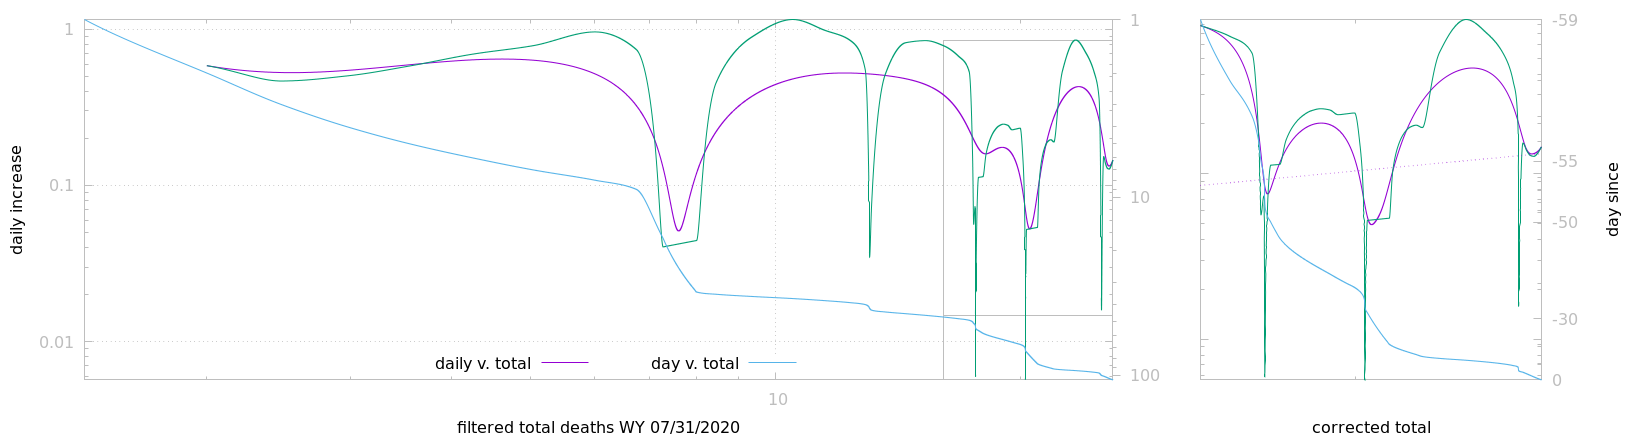 1
0.1
0.01
daily increase
daily v. total
day v. total
10
filtered total deaths WY 07/31/2020
1
10
100
-59
-55
-50
-30
0
day since
corrected total